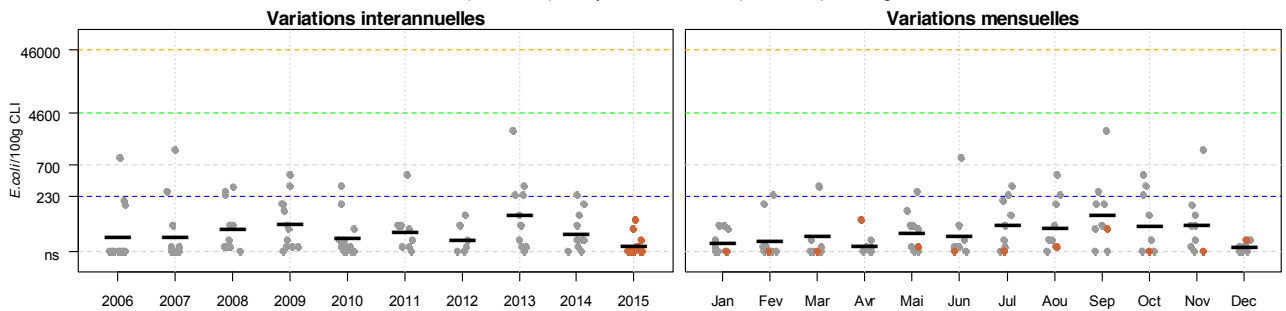 Variations interannuelles
Variations mensuelles
E.coli/100g CLI
46000
4600
700
230
ns
2006 2007 2008 2009 2010 2011 2012 2013 2014 2015
Jan Fev Mar Avr Mai Jun Jul Aou Sep Oct Nov Dec